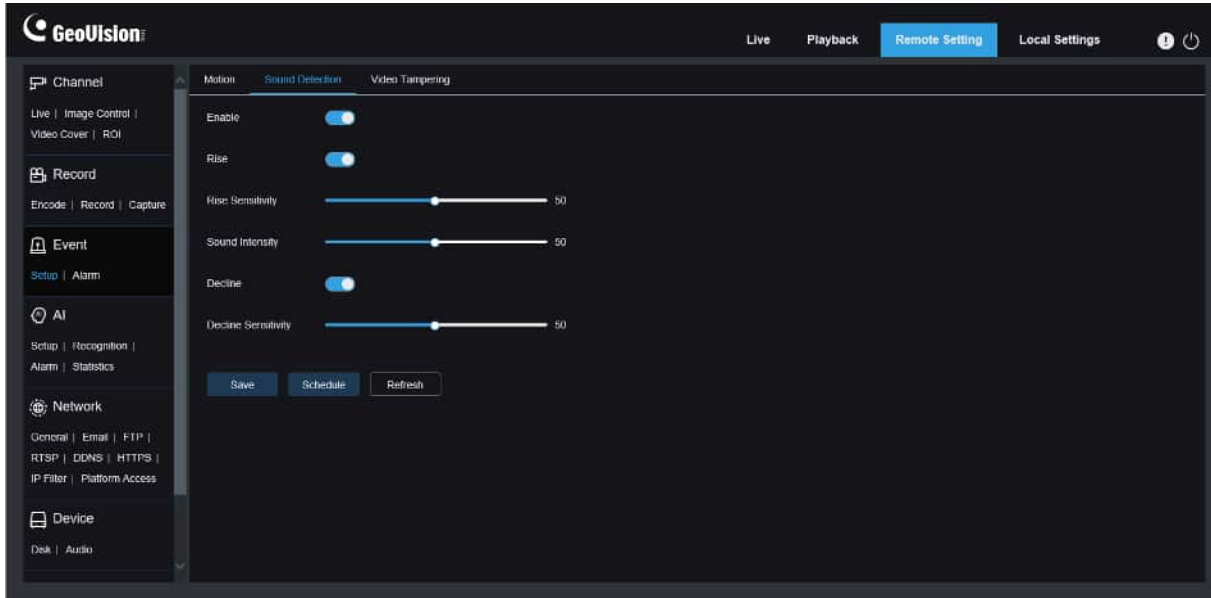 GeoVision
Live Playback Remote Setting Local Settings
Channel
Live | Image Control |
Video Cover | ROI
Record
Encode | Record | Capture
Event
Setup | Alarm
AI
Setup | Recognition |
Alarm | Statistics
Network
General | Email | FTP |
RTSP | DDNS | HTTPS |
IP Filter | Platform Access
Device
Disk | Audio
Motion Sound Detection Video Tampering
Enable
Rise
Rise Sensitivity 50
Sound Intensity 50
Decline
Decline Sensitivity 50
Save Schedule Refresh